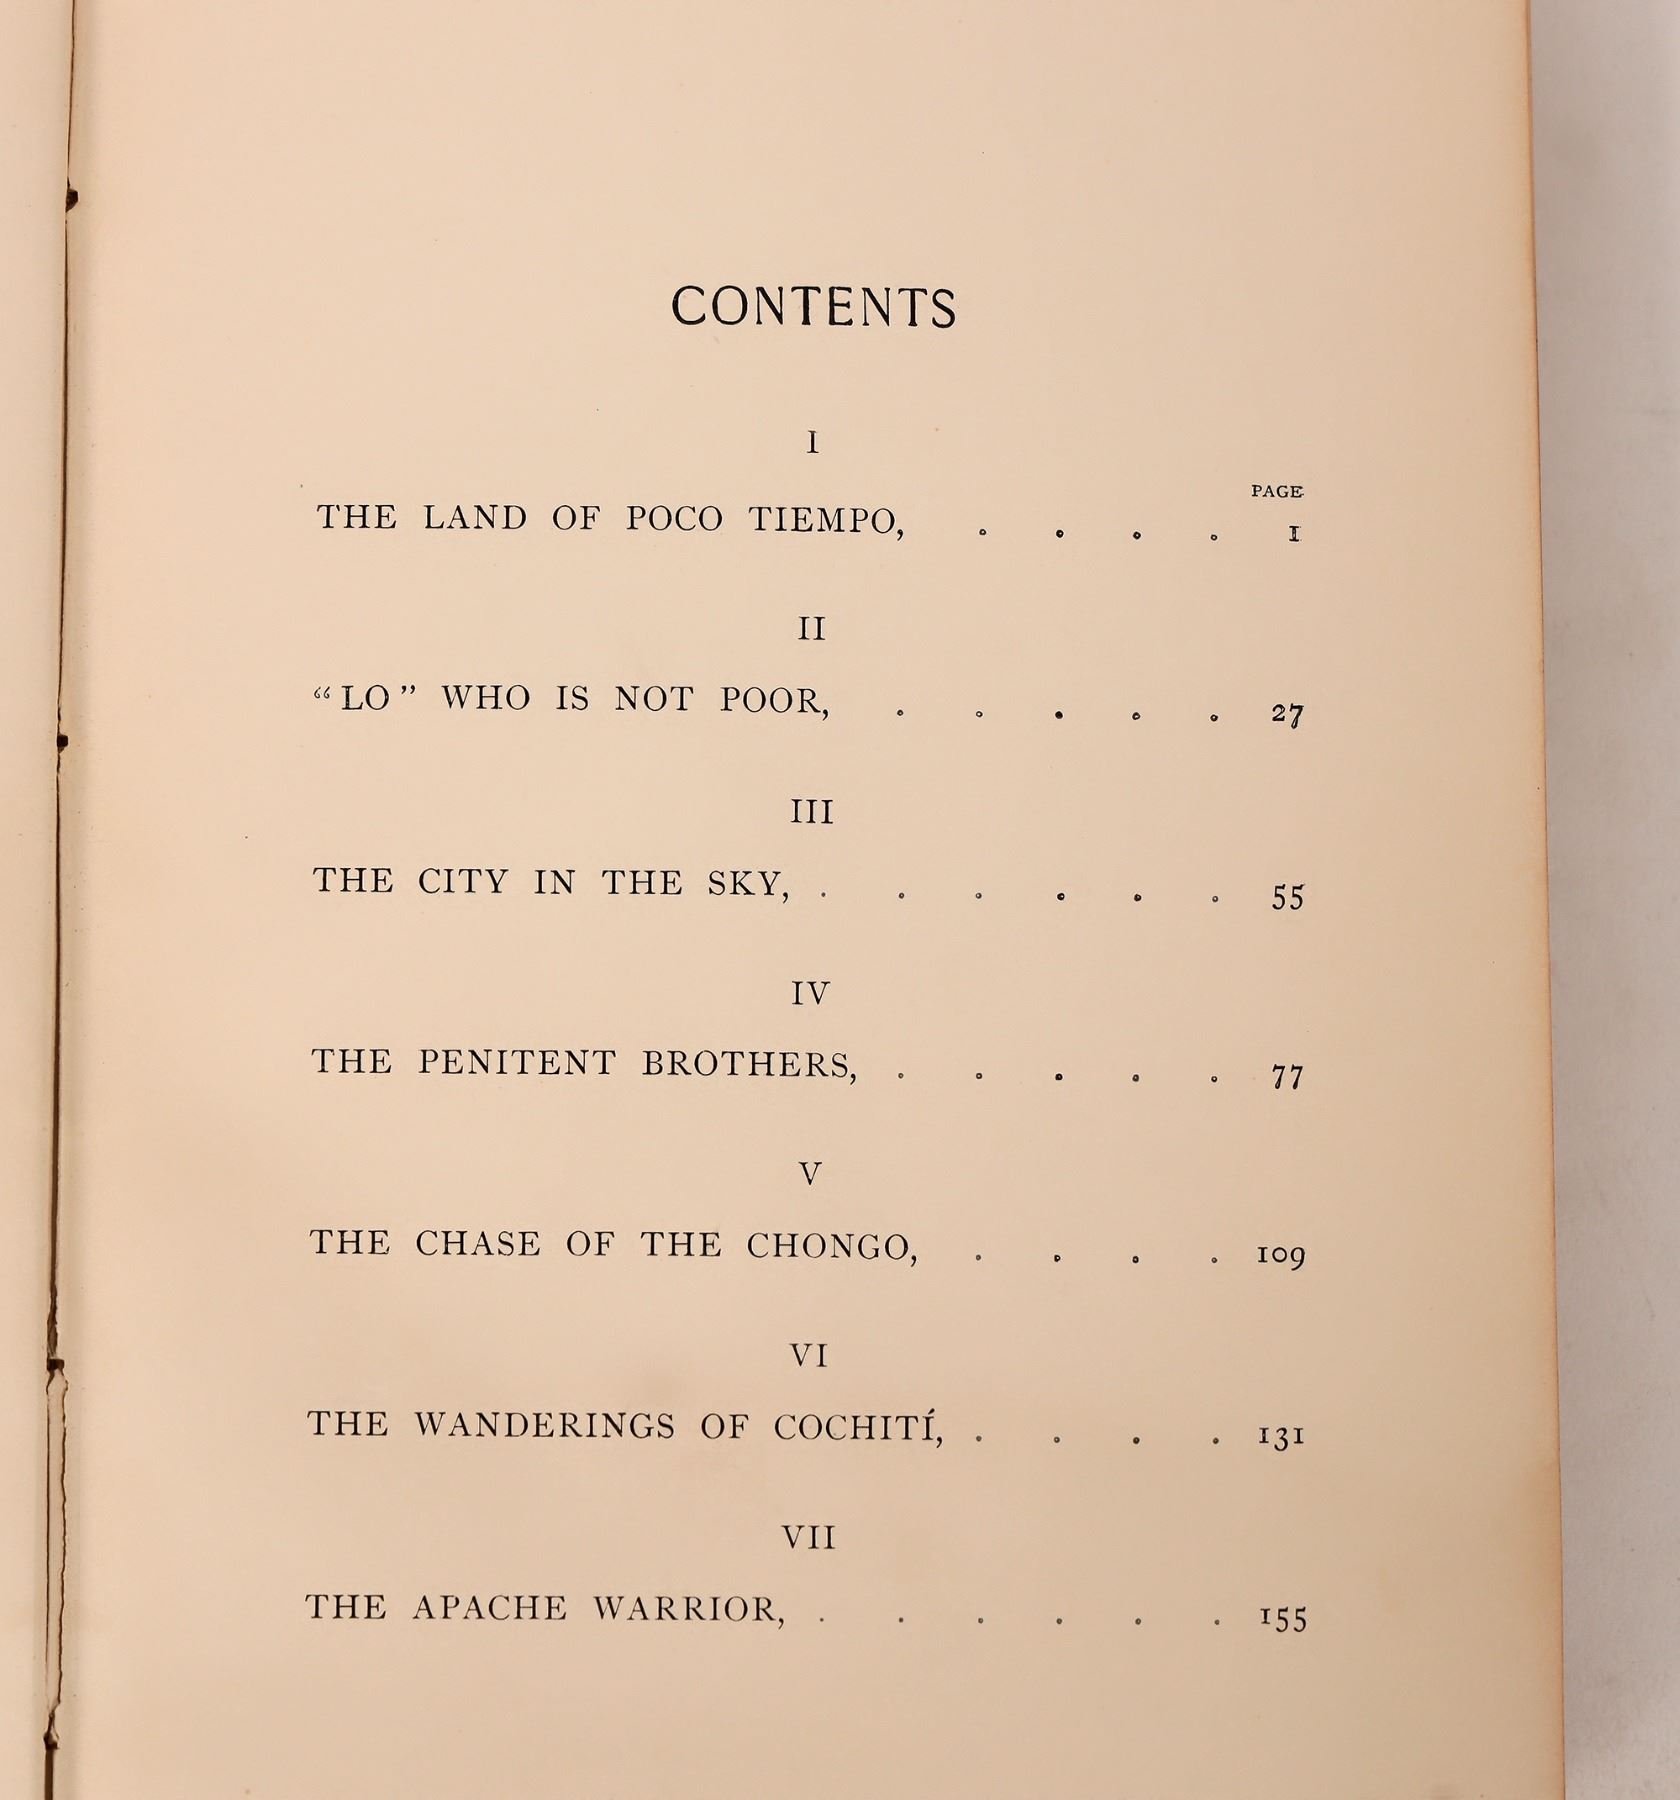 CONTENTS
I
PAGE
THE LAND OF POCO TIEMPO, . . . . 1
II
“LO” WHO IS NOT POOR, . . . . . 27
III
THE CITY IN THE SKY, . . . . . . 55
IV
THE PENITENT BROTHERS, . . . . . 77
V
THE CHASE OF THE CHONGO, . . . . 109
VI
THE WANDERINGS OF COCHITÍ, . . . . 131
VII
THE APACHE WARRIOR, . . . . . . 155